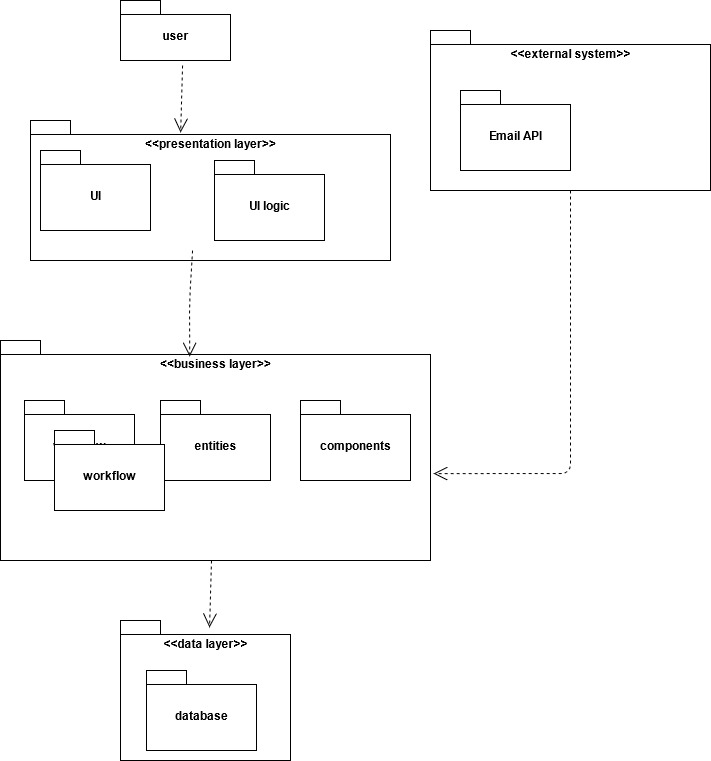 user
<<external system>>
Email API
<<presentation layer>>
UI
UI logic
<<business layer>>
entities
components
workflow
<<data layer>>
database